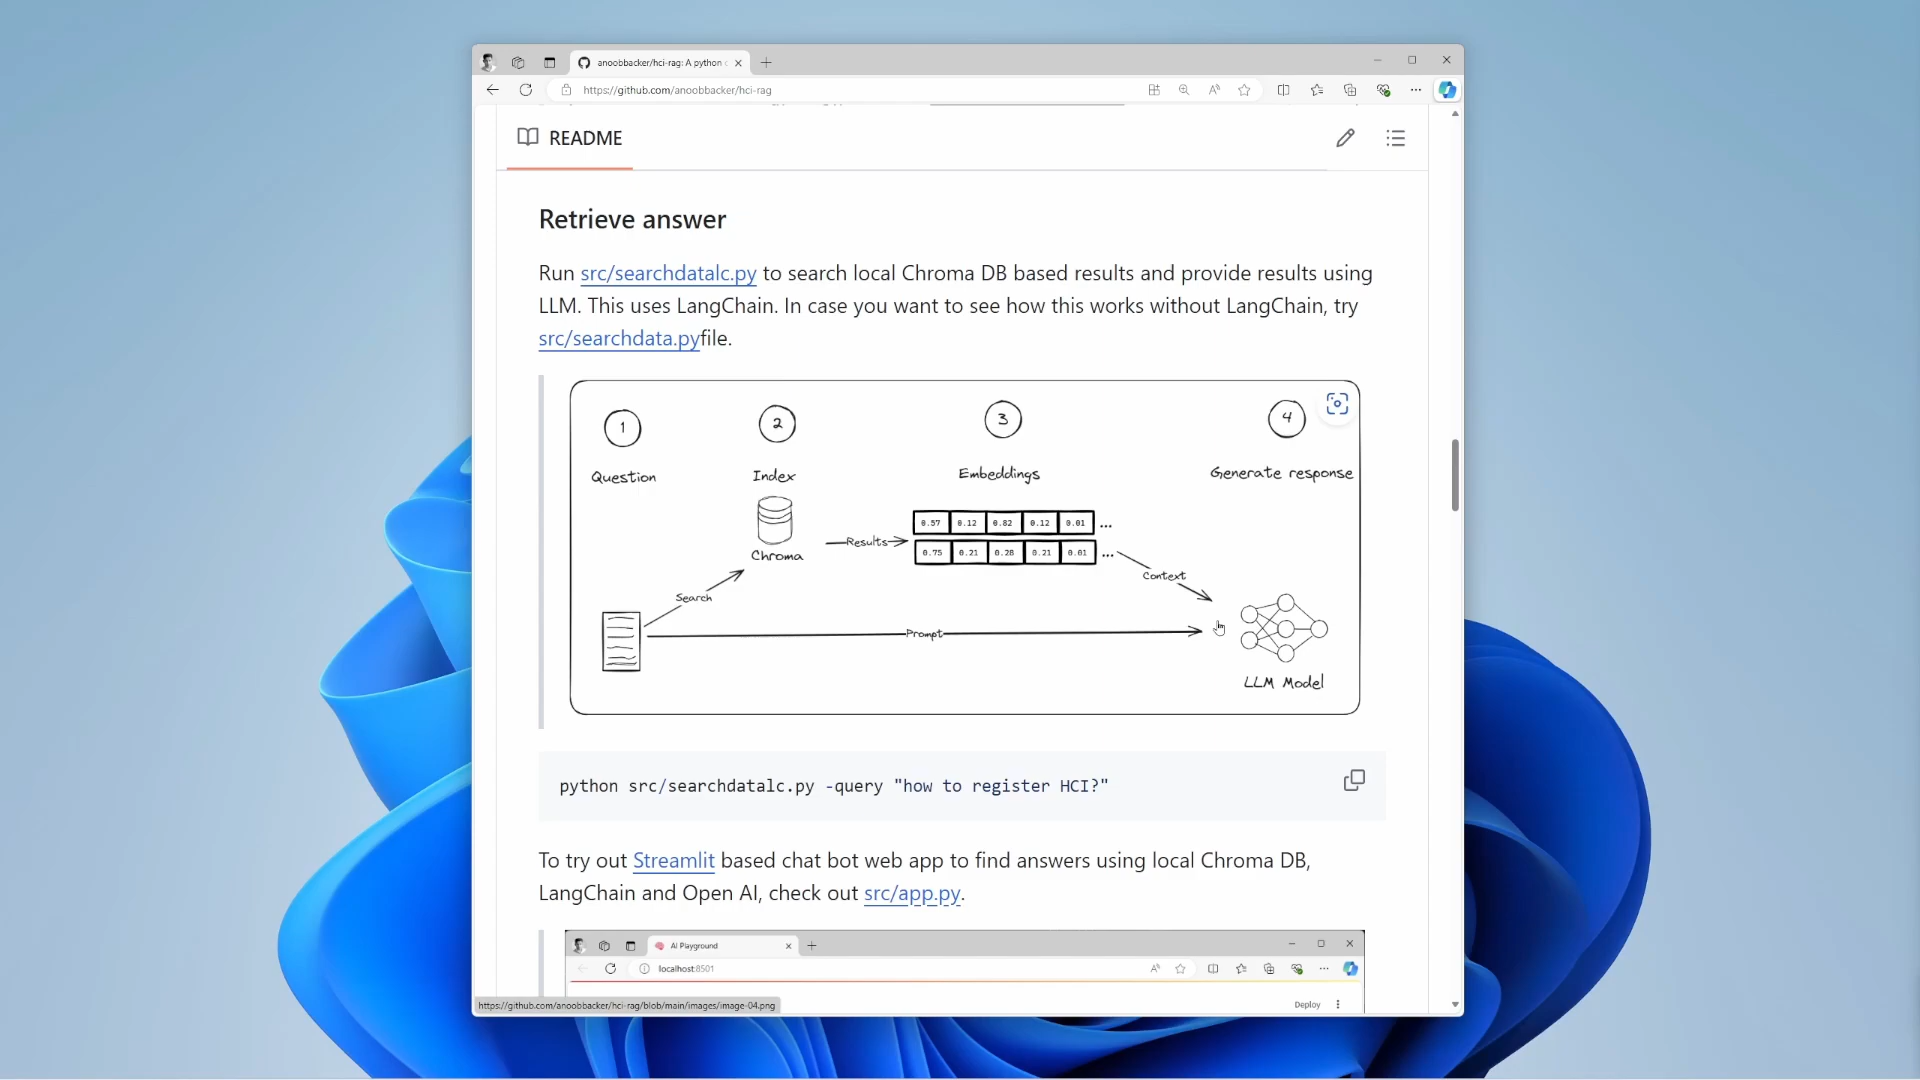 anoobbacker/hci-rag: A python c
https://github.com/anoobbacker/hci-rag
README
Retrieve answer
Run src/searchdatalc.py to search local Chroma DB based results and provide results using
LLM. This uses LangChain. In case you want to see how this works without LangChain, try
src/searchdata.pyfile.
1 2 3 4
Question Index Embeddings Generate response
0.57 0.12 0.82 0.12 0.01 ...
Results
0.75 0.21 0.28 0.21 0.01 ...
Chroma
Context
Search
Prompt
LLM Model
python src/searchdatalc.py -query "how to register HCI?"
To try out Streamlit based chat bot web app to find answers using local Chroma DB,
LangChain and Open AI, check out src/app.py.
AI Playground
localhost:8501
Deploy
https://github.com/anoobbacker/hci-rag/blob/main/images/image-04.png